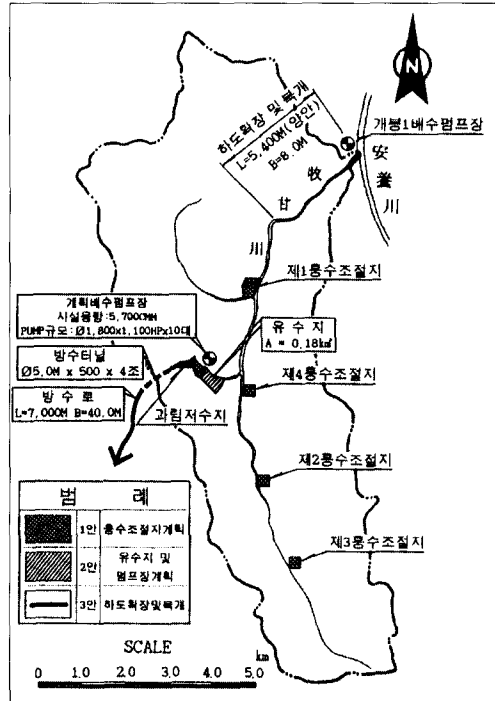 N
하도확장 및 복개
L=5,400M(양안)
B=8.0M
개봉1배수펌프장
安養川
牧
甘
川
제1홍수조절지
계획배수펌프장
시설용량:5,700CMM
PUMP규모:Ø1,800x1,100HPx10대
유 수 지
A = 0.18㎢
방수터널
Ø5.0M x 500 x 4조
제4홍수조절지
방 수 로
L=7,000M B=40.0M
과림저수지
제2홍수조절지
제3홍수조절지
범 례
1안 홍수조절지계획
2안 유수지 및
펌프장계획
3안 하도확장및복개
SCALE
0 1.0 2.0 3.0 4.0 5.0
km